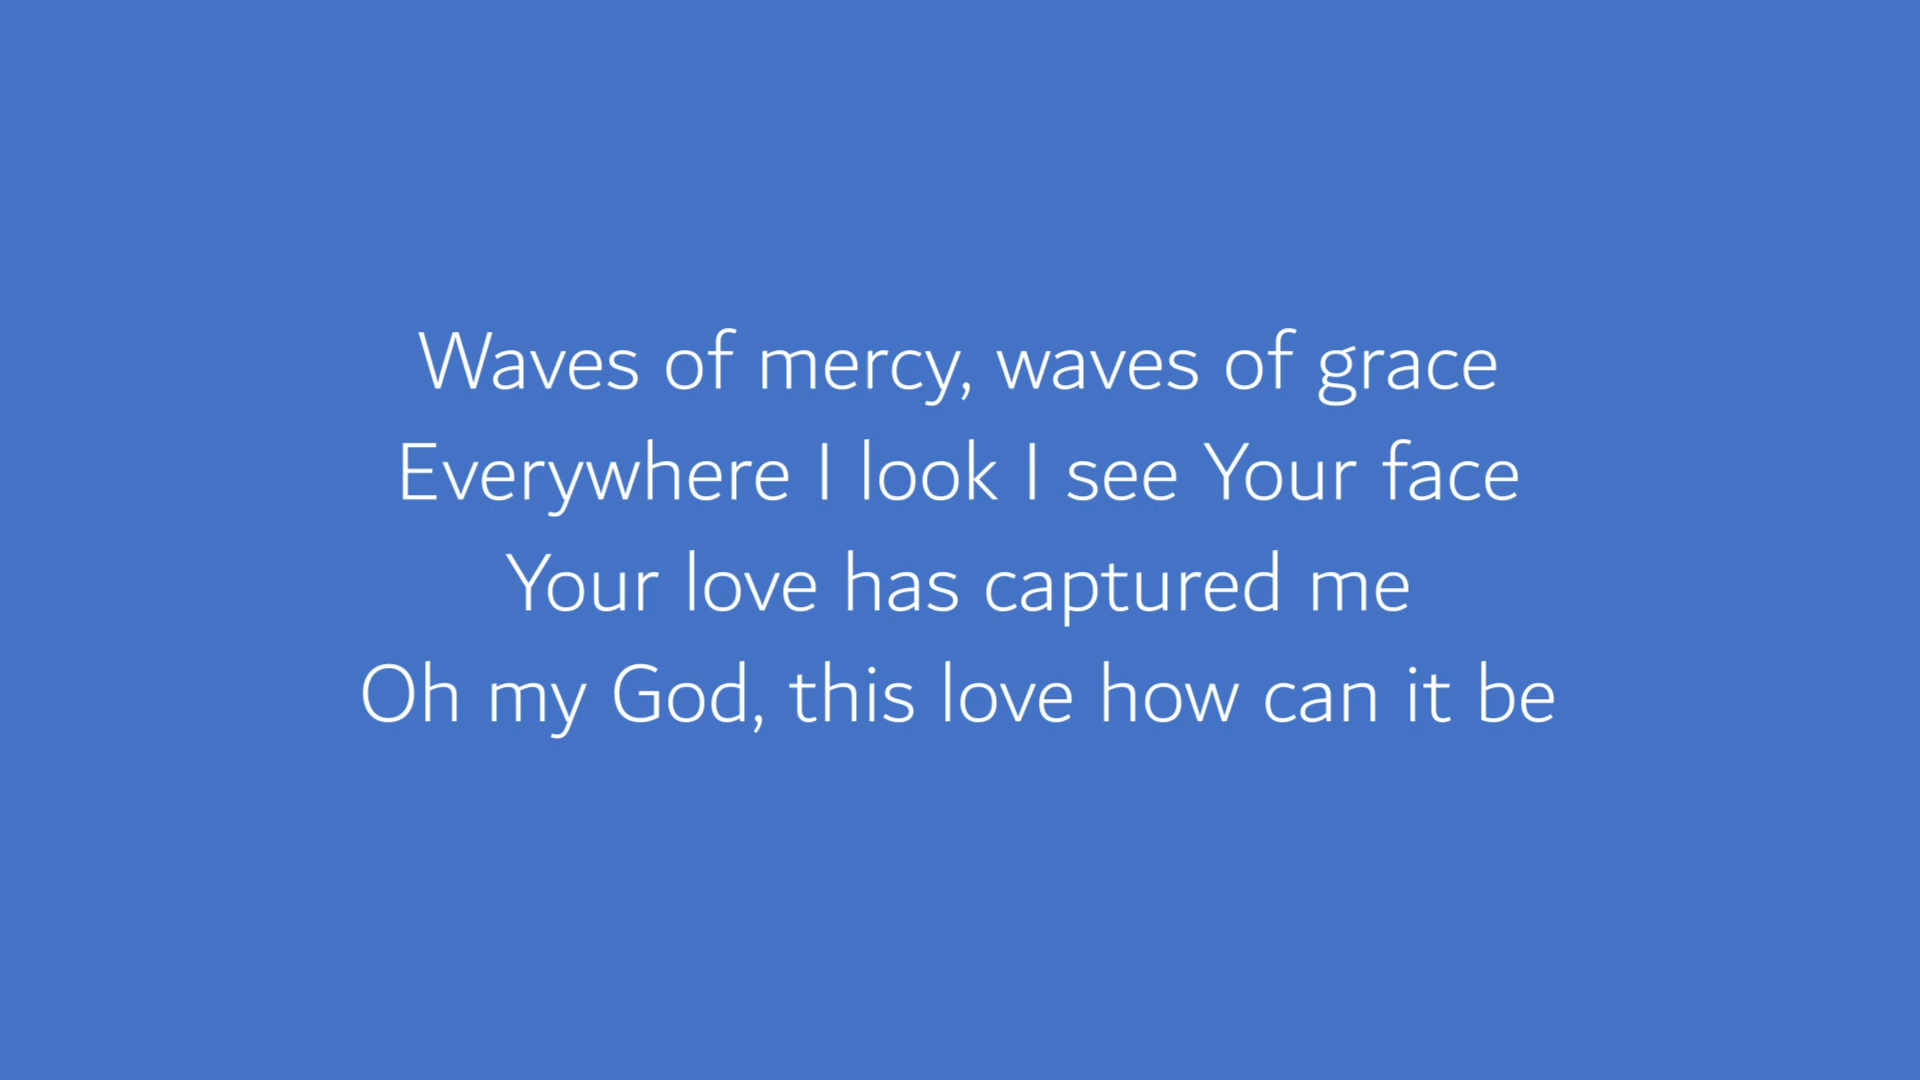 Waves of mercy, waves of grace
Everywhere I look I see Your face
Your love has captured me
Oh my God, this love how can it be